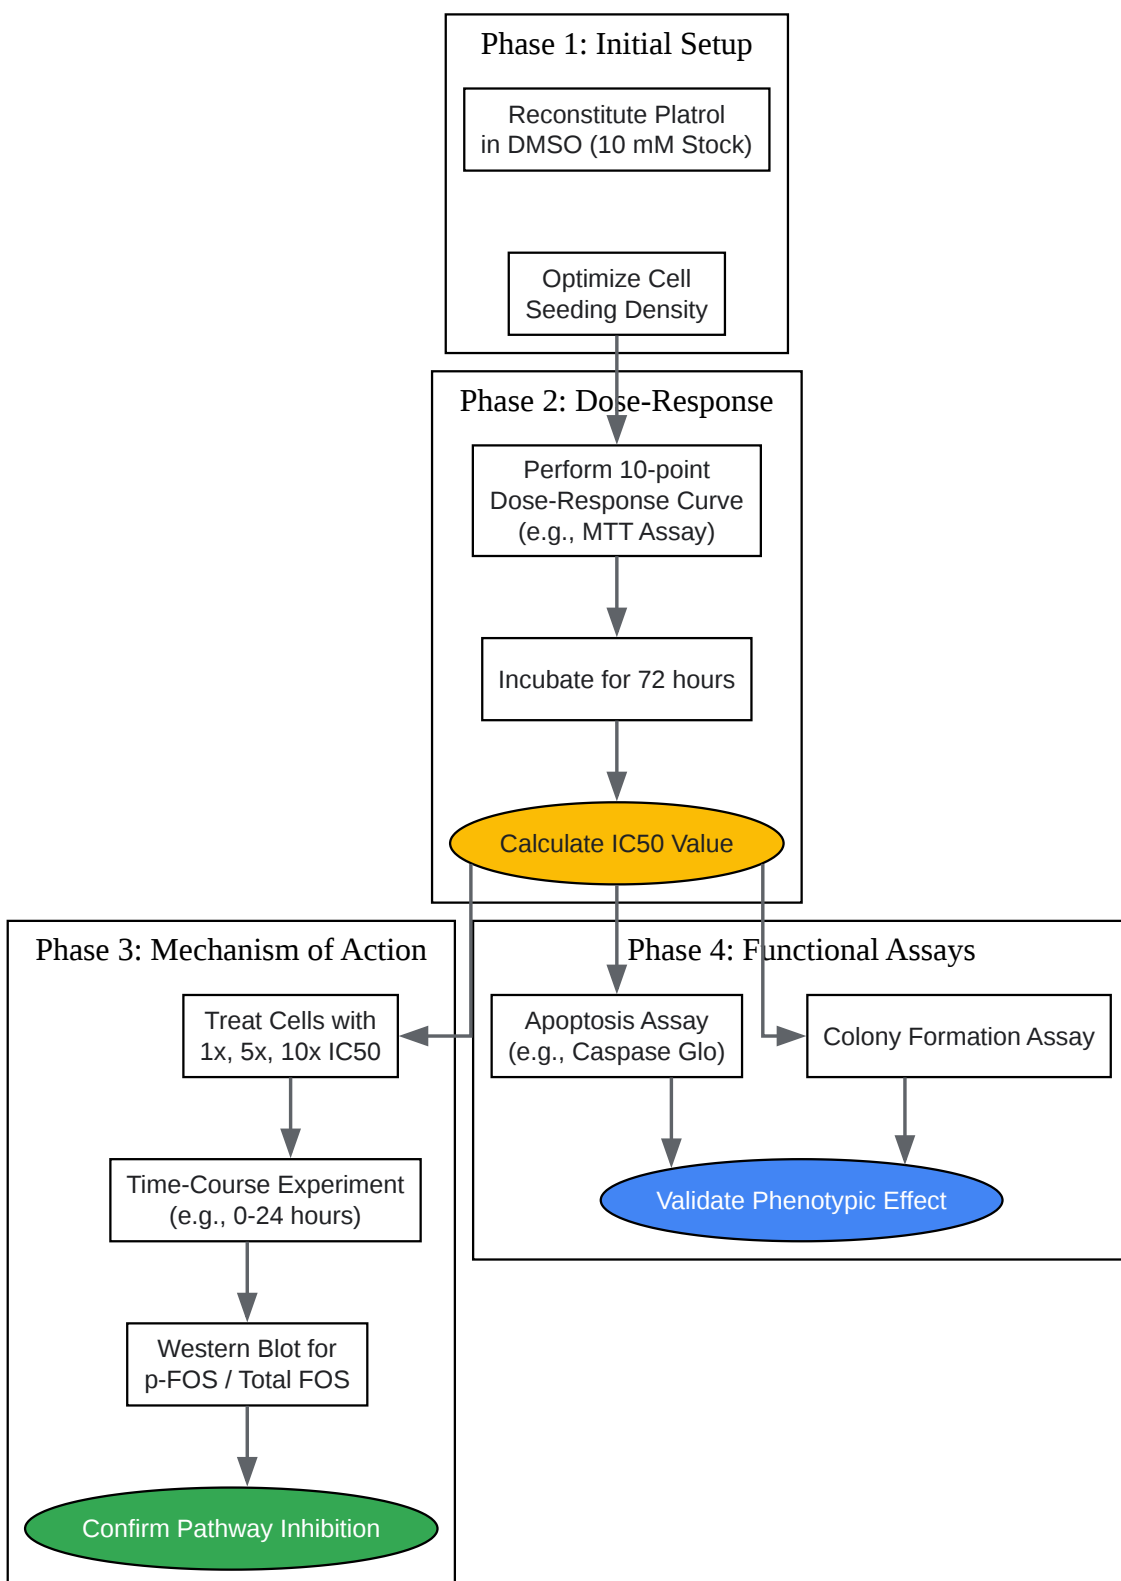 Phase 1: Initial Setup
Reconstitute Platrol
in DMSO (10 mM Stock)
Optimize Cell
Seeding Density
Phase 2: Dose-Response
Perform 10-point
Dose-Response Curve
(e.g., MTT Assay)
Incubate for 72 hours
Calculate IC50 Value
Phase 3: Mechanism of Action
Treat Cells with
1x, 5x, 10x IC50
Time-Course Experiment
(e.g., 0-24 hours)
Western Blot for
p-FOS / Total FOS
Confirm Pathway Inhibition
Phase 4: Functional Assays
Apoptosis Assay
(e.g., Caspase Glo)
Colony Formation Assay
Validate Phenotypic Effect